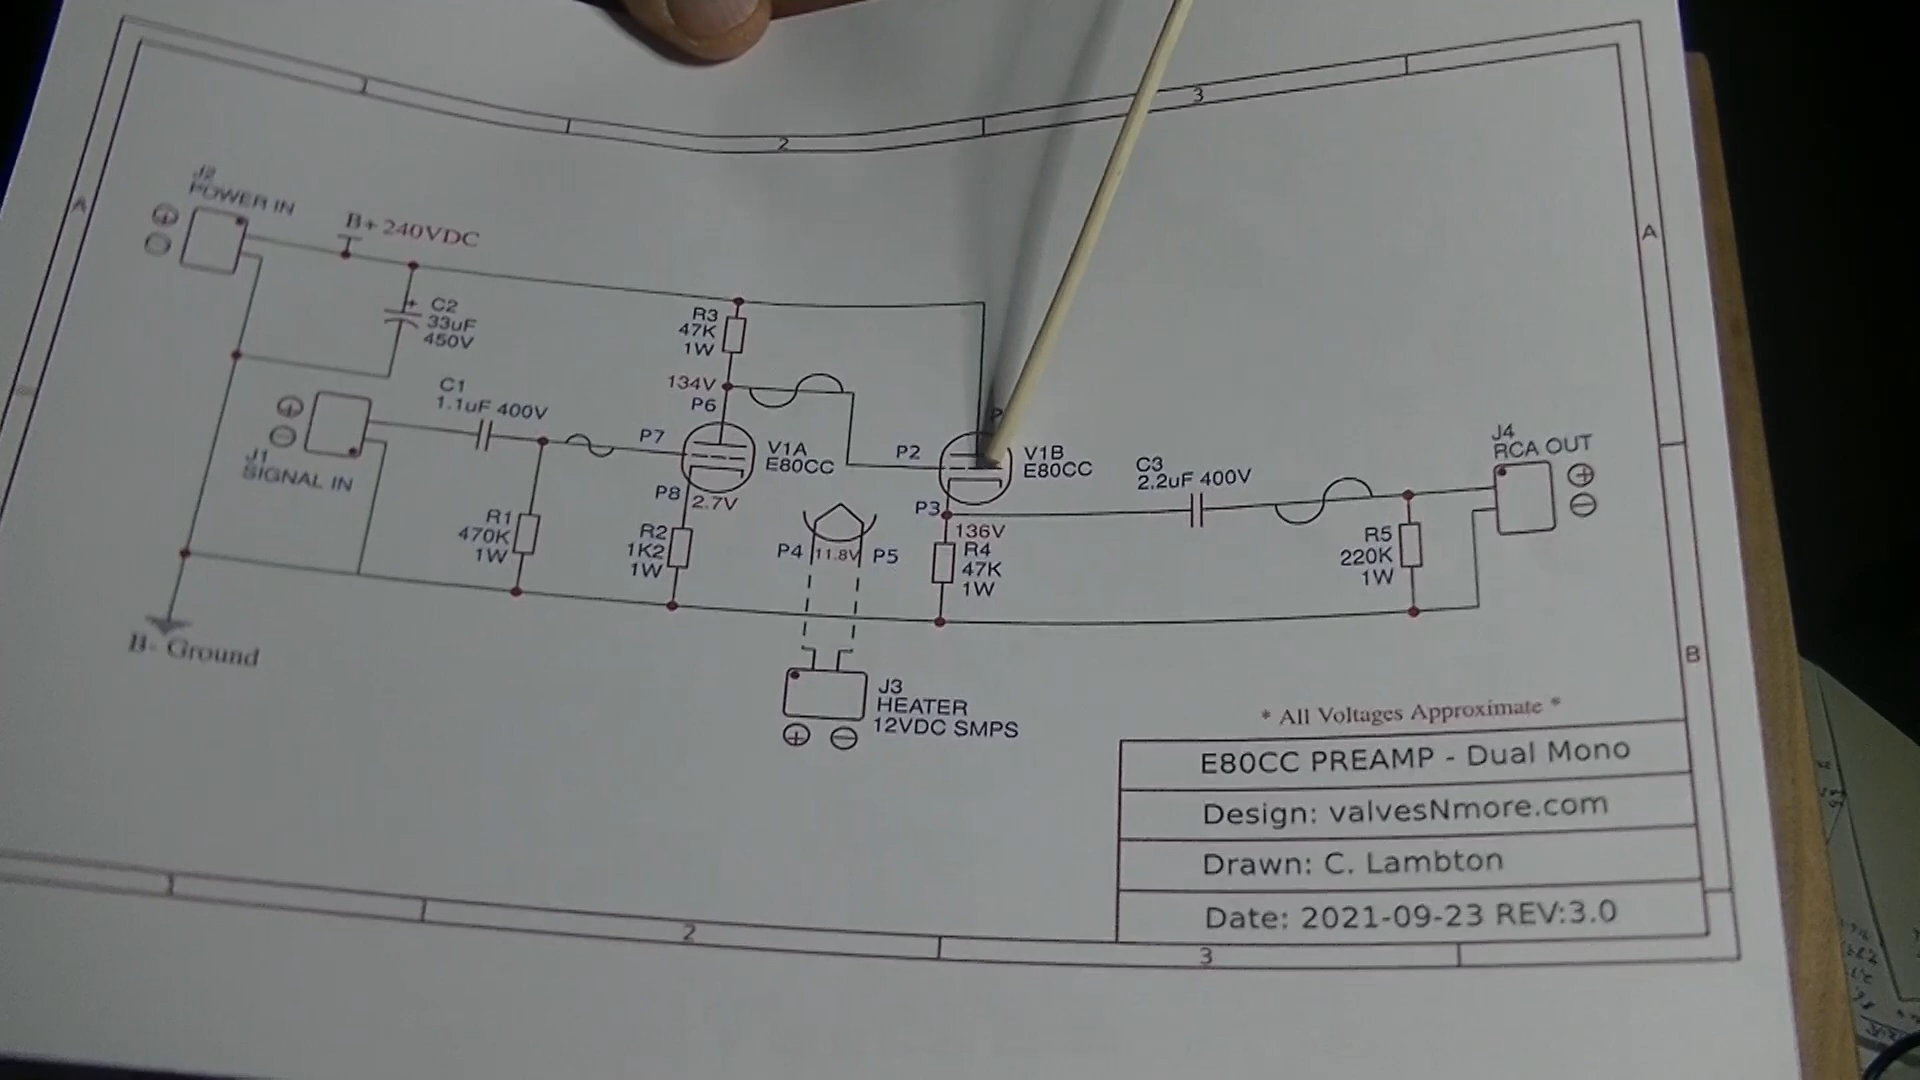 2
3
A
J2
POWER IN
B+ 240VDC
A
C2
33uF
450V
R3
47K
1W
134V
P6
C1
1.1uF 400V
P7
V1A
E80CC
P2
V1B
E80CC
C3
2.2uF 400V
J4
RCA OUT
J1
SIGNAL IN
P8
2.7V
P3
136V
R1
470K
1W
R2
1K2
1W
P4
11.8V
P5
R4
47K
1W
R5
220K
1W
B- Ground
J3
HEATER
12VDC SMPS
B
* All Voltages Approximate *
E80CC PREAMP - Dual Mono
Design: valvesNmore.com
Drawn: C. Lambton
Date: 2021-09-23 REV:3.0
2
3